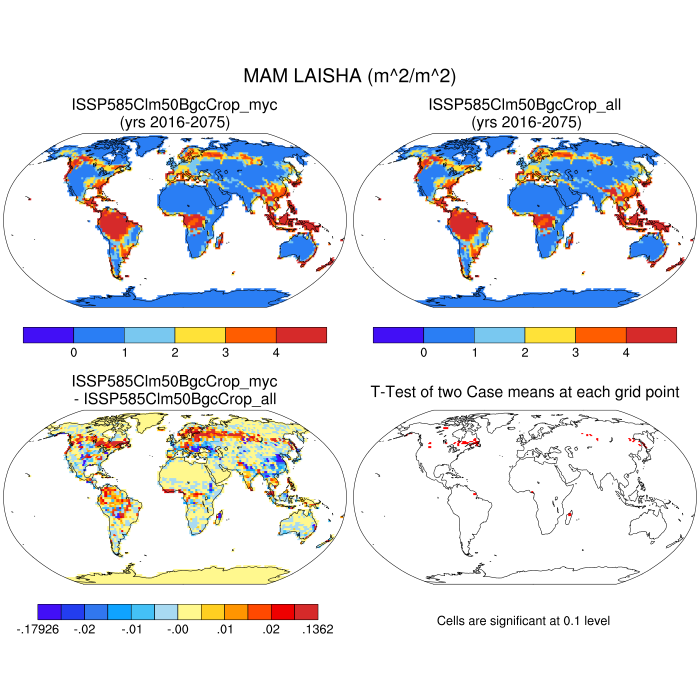 MAM LAISHA (m^2/m^2)
ISSP585Clm50BgcCrop_myc
(yrs 2016-2075)
ISSP585Clm50BgcCrop_all
(yrs 2016-2075)
0 1 2 3 4
0 1 2 3 4
ISSP585Clm50BgcCrop_myc
- ISSP585Clm50BgcCrop_all
T-Test of two Case means at each grid point
-.17926 -.02 -.01 -.00 .01 .02 .1362
Cells are significant at 0.1 level